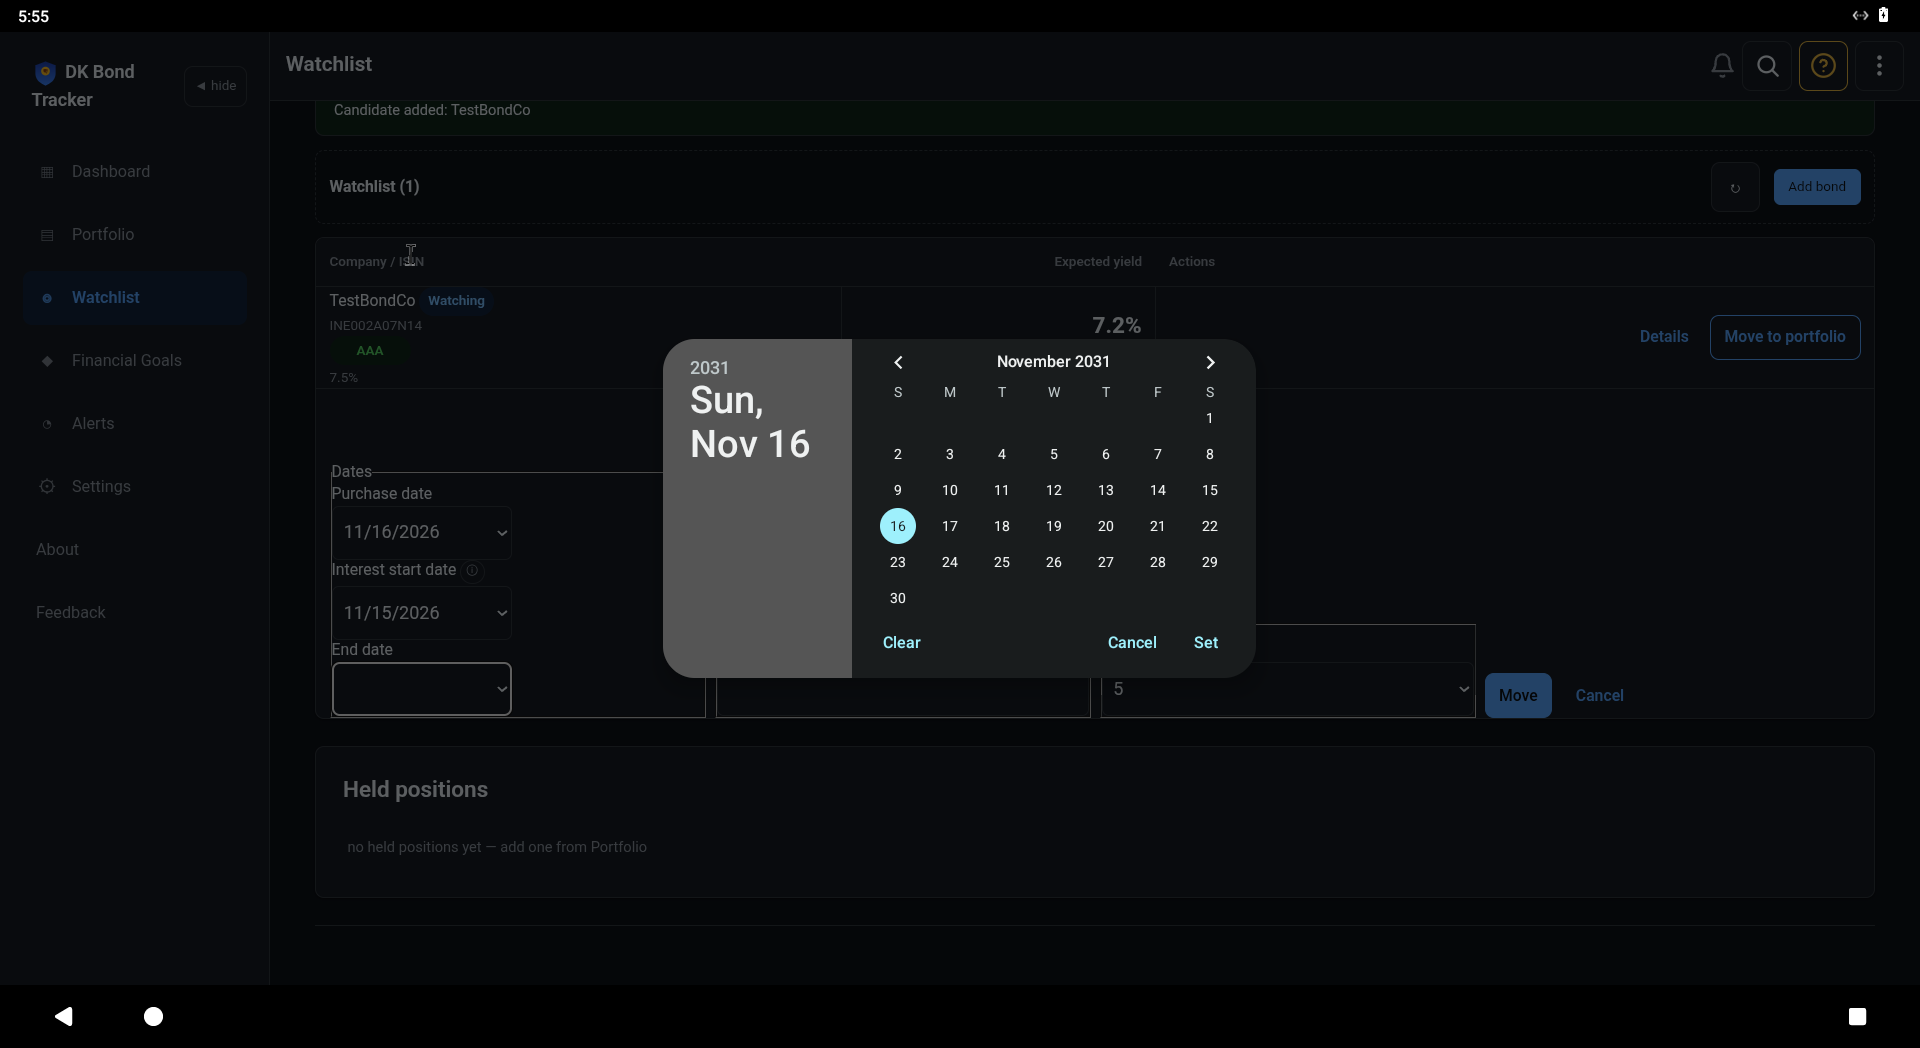 5:55
DK Bond
Tracker
◄ hide
Watchlist
Candidate added: TestBondCo
Dashboard
Portfolio
Watchlist
Financial Goals
Alerts
Settings
About
Feedback
Watchlist (1)
Add bond
Company / ISIN
Expected yield
Actions
TestBondCo
Watching
INE002A07N14
AAA
7.5%
7.2%
Details
Move to portfolio
Dates
Purchase date
11/16/2026
Interest start date
11/15/2026
End date
5
Move
Cancel
2031
Sun,
Nov 16
November 2031
S M T W T F S
1
2 3 4 5 6 7 8
9 10 11 12 13 14 15
16 17 18 19 20 21 22
23 24 25 26 27 28 29
30
Clear
Cancel
Set
Held positions
no held positions yet — add one from Portfolio